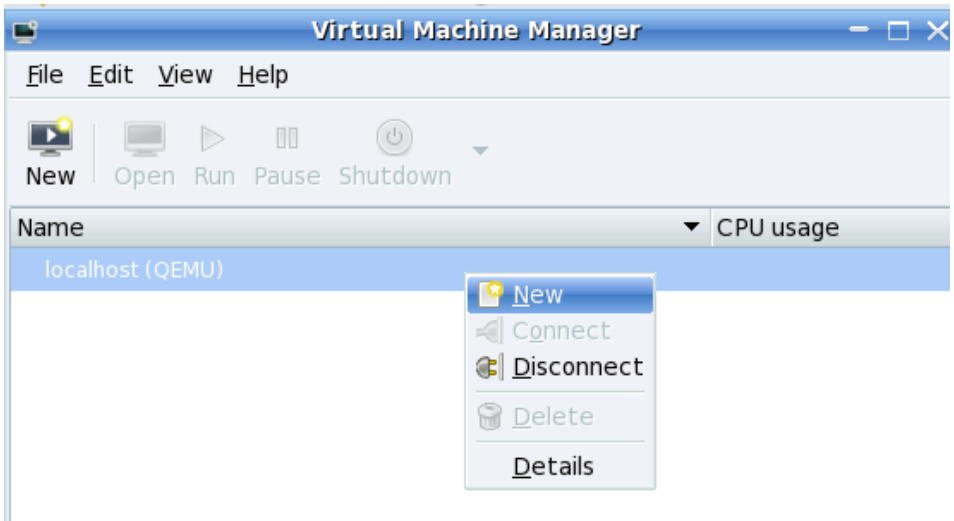 Virtual Machine Manager
File Edit View Help
New Open Run Pause Shutdown
Name CPU usage
localhost (QEMU)
New
Connect
Disconnect
Delete
Details